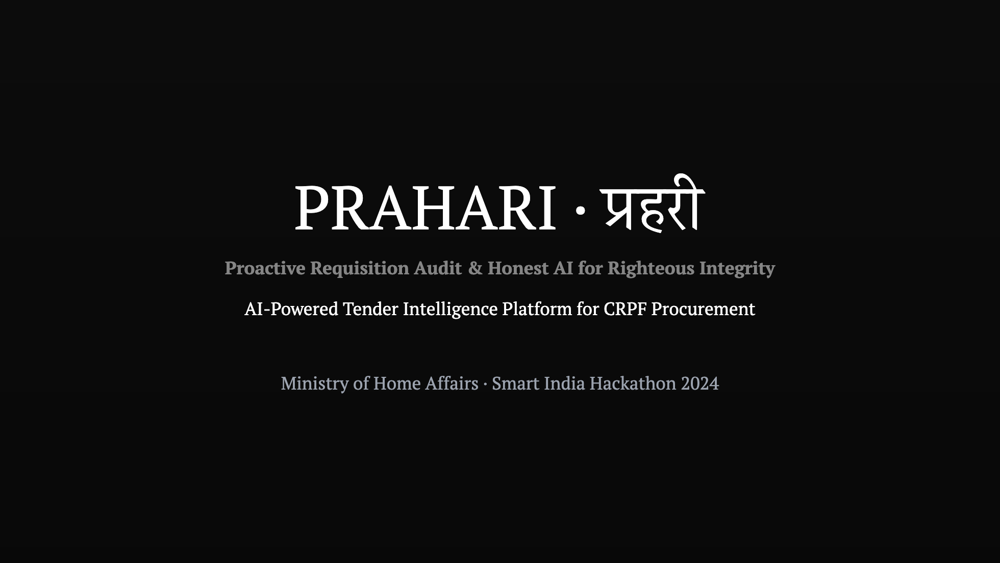 PRAHARI · प्रहरी
Proactive Requisition Audit & Honest AI for Righteous Integrity
AI-Powered Tender Intelligence Platform for CRPF Procurement
Ministry of Home Affairs · Smart India Hackathon 2024